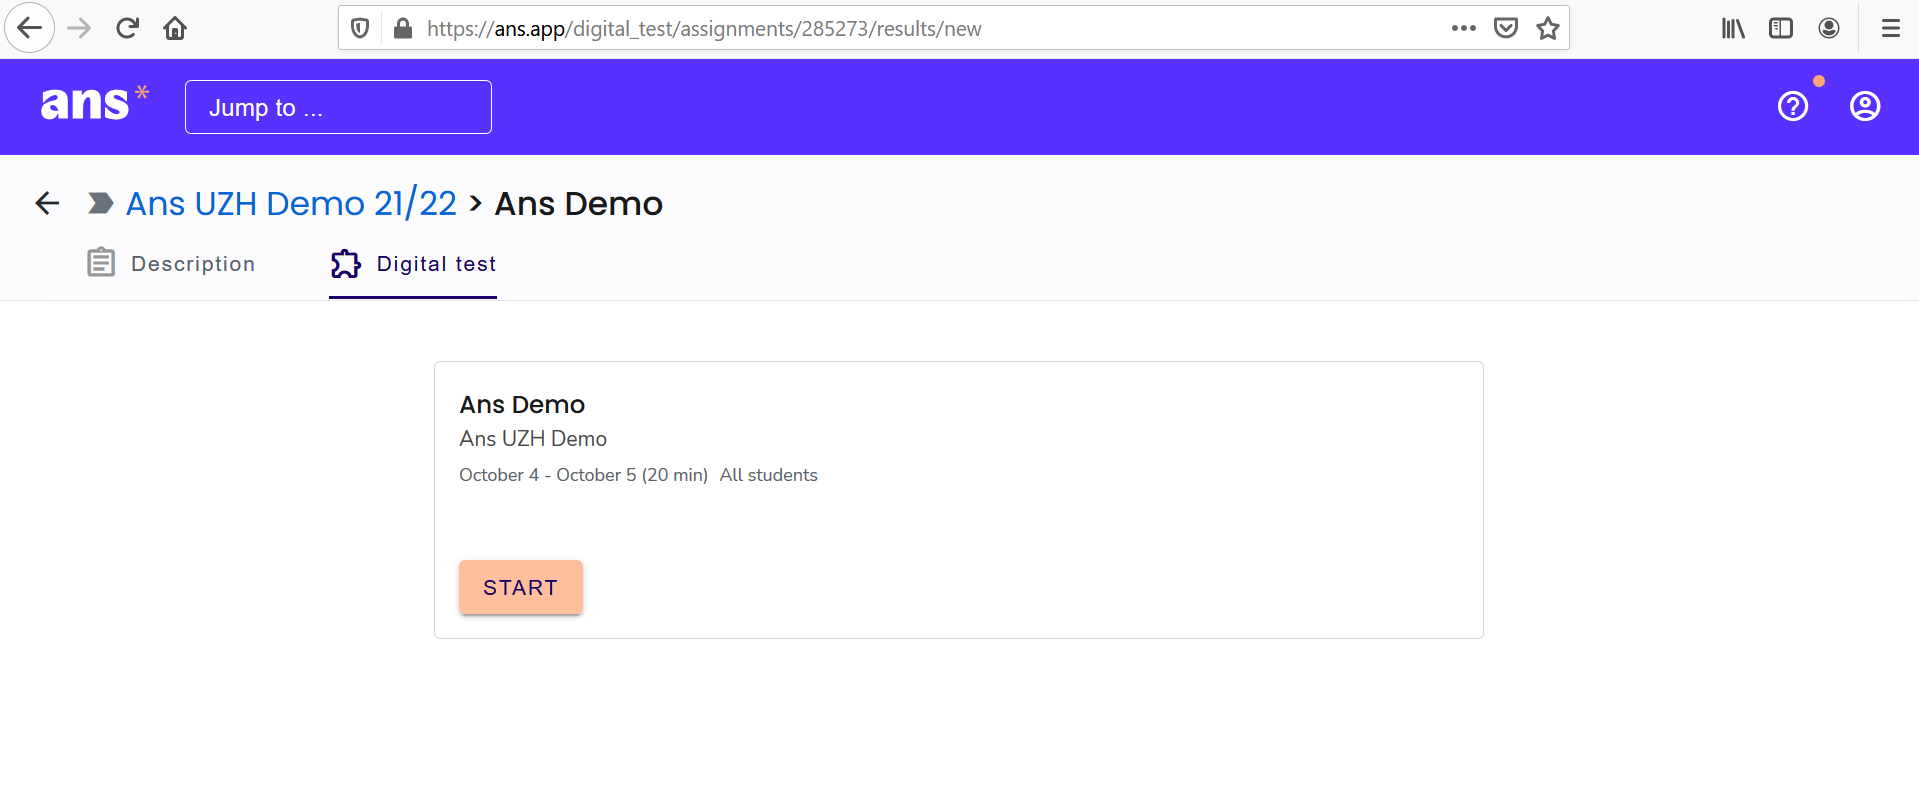 https://ans.app/digital_test/assignments/285273/results/new
ans*
Jump to ...
Ans UZH Demo 21/22 > Ans Demo
Description
Digital test
Ans Demo
Ans UZH Demo
October 4 - October 5 (20 min) All students
START